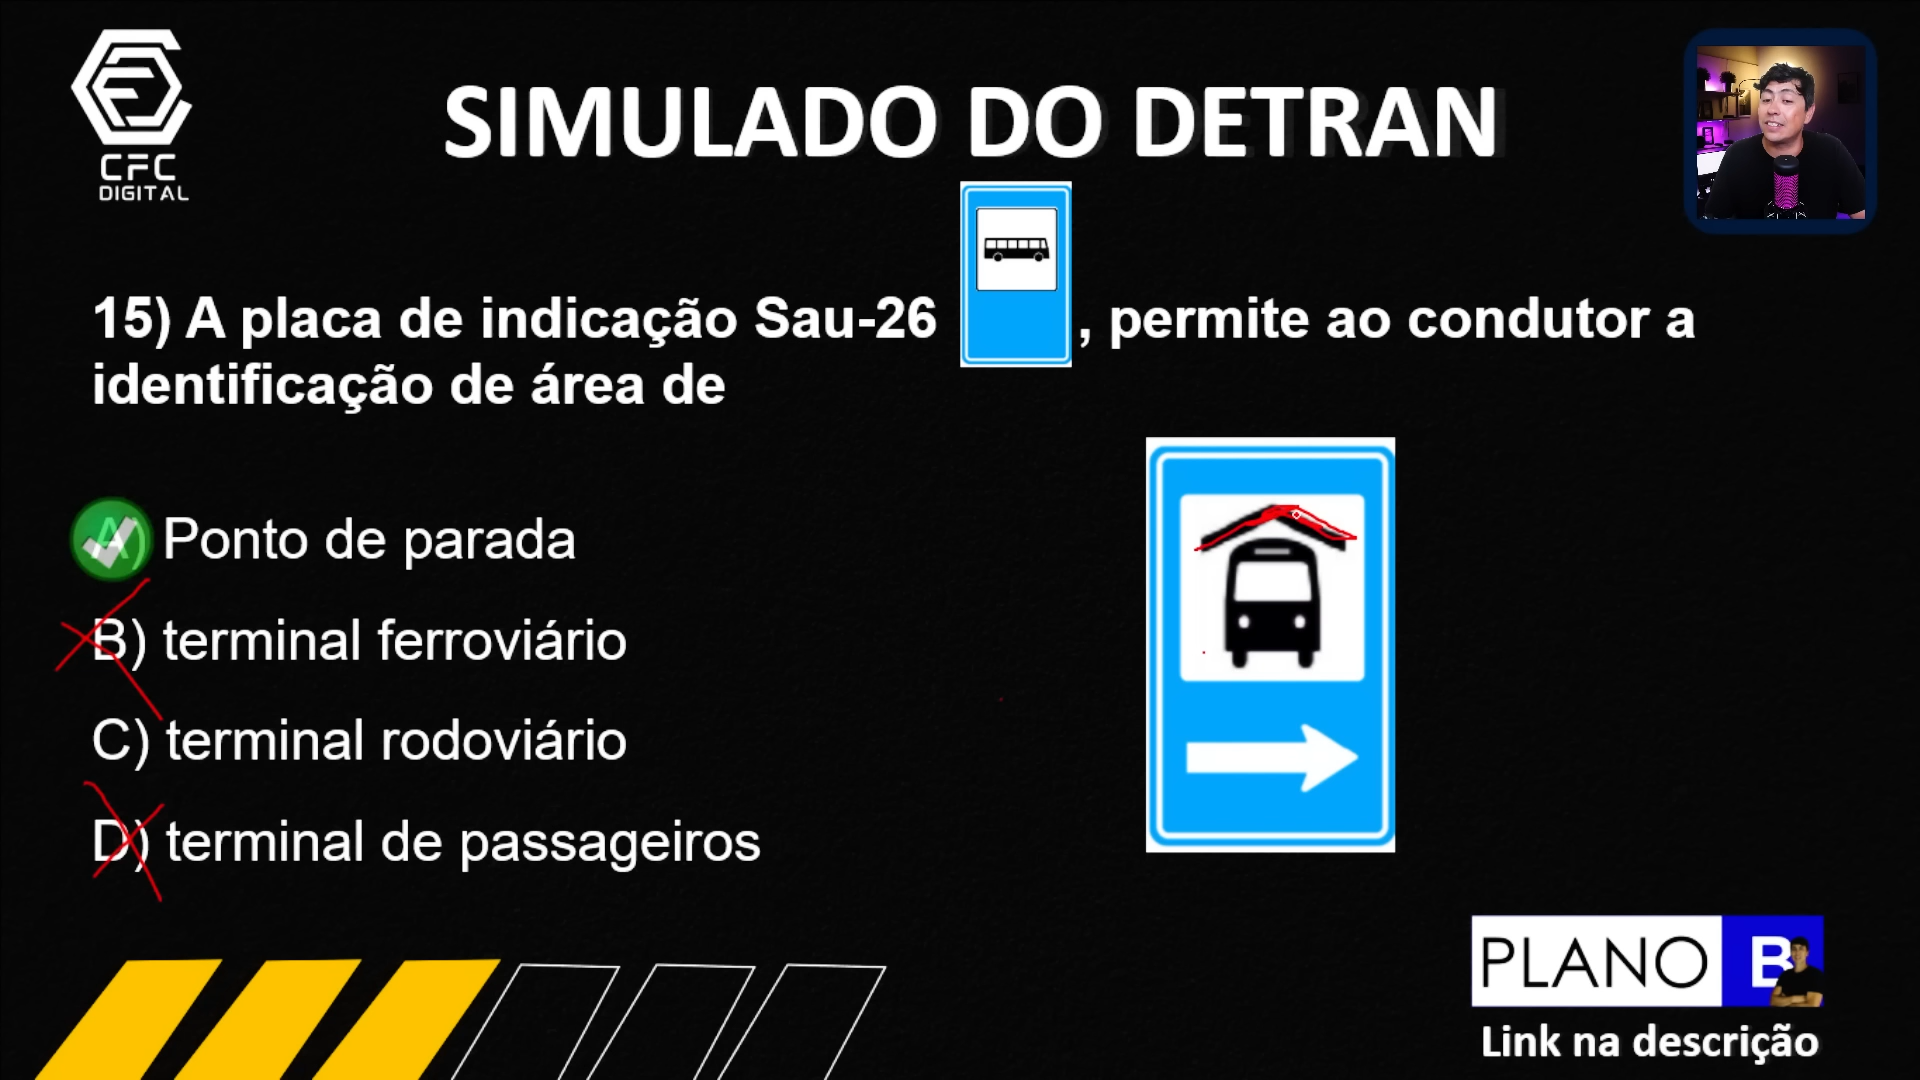 CFC
DIGITAL
SIMULADO DO DETRAN
15) A placa de indicação Sau-26 , permite ao condutor a
identificação de área de
A) Ponto de parada
B) terminal ferroviário
C) terminal rodoviário
D) terminal de passageiros
PLANO B
Link na descrição